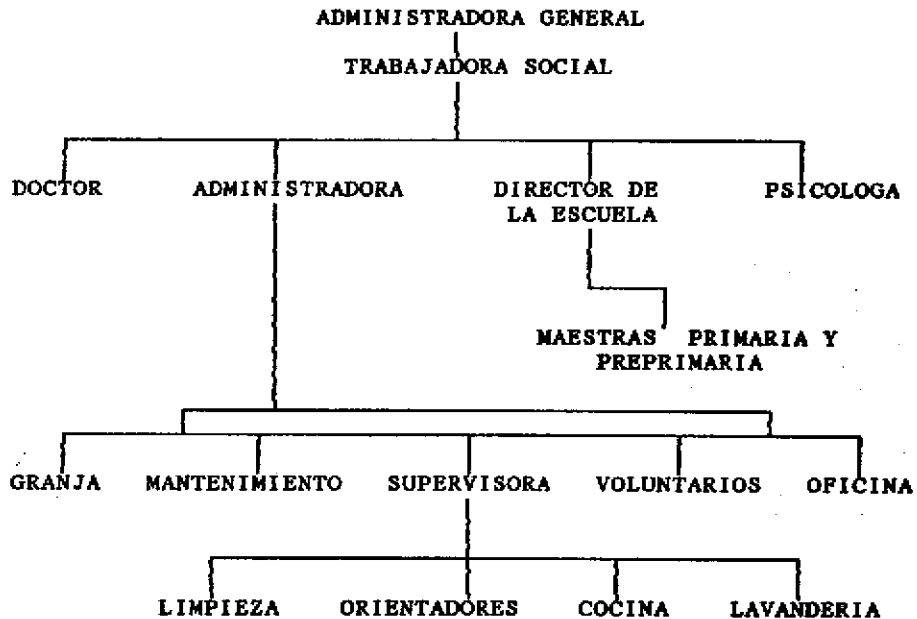 ADMINISTRADORA GENERAL
TRABAJADORA SOCIAL
DOCTOR ADMINISTRADORA DIRECTOR DE PSICOLOGA
LA ESCUELA
MAESTRAS PRIMARIA Y
PREPRIMARIA
GRANJA MANTENIMIENTO SUPERVISORA VOLUNTARIOS OFICINA
LIMPIEZA ORIENTADORES COCINA LAVANDERIA